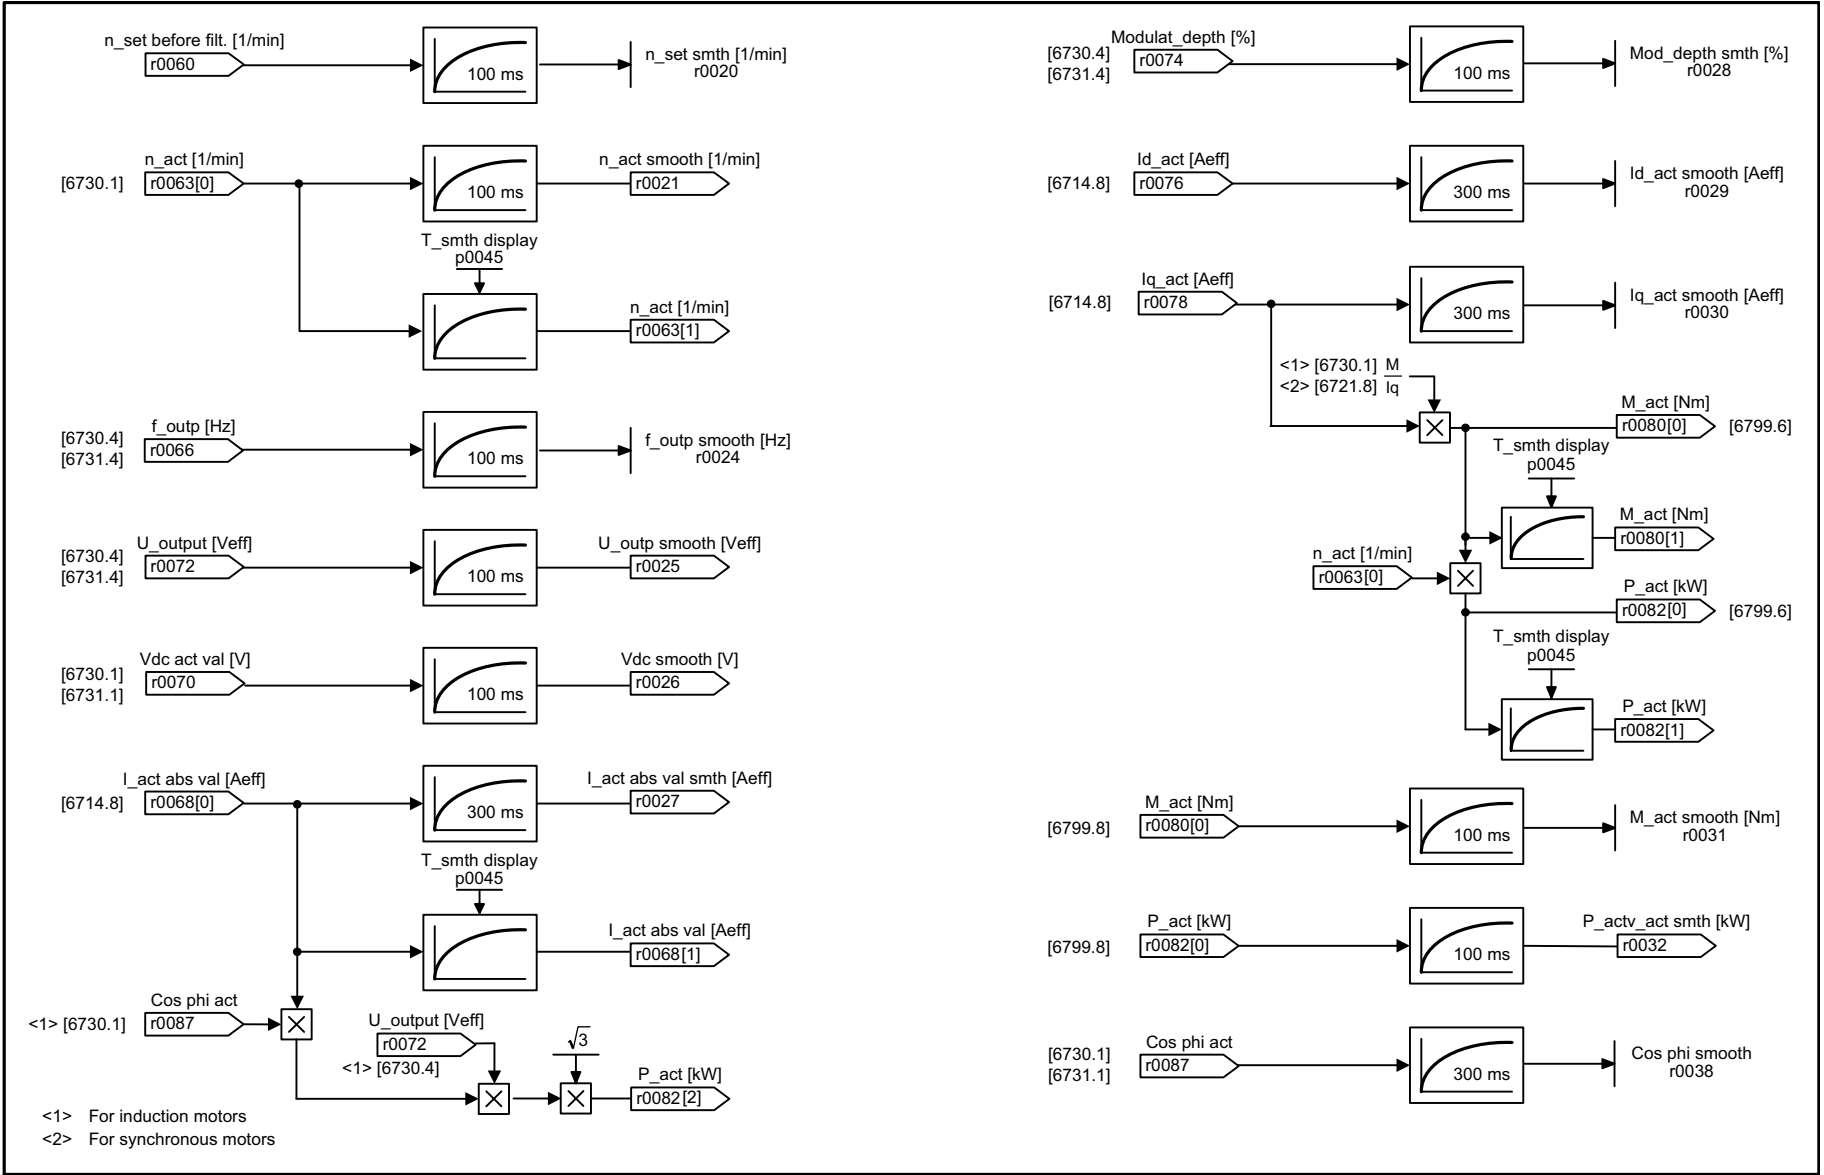 n_set before filt. [1/min]
r0060
100 ms
n_set smth [1/min]
r0020
n_act [1/min]
[6730.1]
r0063[0]
100 ms
n_act smooth [1/min]
r0021
T_smth display
p0045
n_act [1/min]
r0063[1]
f_outp [Hz]
[6730.4]
[6731.4]
r0066
100 ms
f_outp smooth [Hz]
r0024
U_output [Veff]
[6730.4]
[6731.4]
r0072
100 ms
U_outp smooth [Veff]
r0025
Vdc act val [V]
[6730.1]
[6731.1]
r0070
100 ms
Vdc smooth [V]
r0026
I_act abs val [Aeff]
[6714.8]
r0068[0]
300 ms
I_act abs val smth [Aeff]
r0027
T_smth display
p0045
I_act abs val [Aeff]
r0068[1]
Cos phi act
<1> [6730.1]
r0087
U_output [Veff]
r0072
<1> [6730.4]
√3
P_act [kW]
r0082[2]
<1> For induction motors
<2> For synchronous motors
Modulat_depth [%]
[6730.4]
[6731.4]
r0074
100 ms
Mod_depth smth [%]
r0028
Id_act [Aeff]
[6714.8]
r0076
300 ms
Id_act smooth [Aeff]
r0029
Iq_act [Aeff]
[6714.8]
r0078
300 ms
Iq_act smooth [Aeff]
r0030
<1> [6730.1] M
<2> [6721.8] Iq
M_act [Nm]
r0080[0]
[6799.6]
T_smth display
p0045
M_act [Nm]
r0080[1]
n_act [1/min]
r0063[0]
P_act [kW]
r0082[0]
[6799.6]
T_smth display
p0045
P_act [kW]
r0082[1]
M_act [Nm]
[6799.8]
r0080[0]
100 ms
M_act smooth [Nm]
r0031
P_act [kW]
[6799.8]
r0082[0]
100 ms
P_actv_act smth [kW]
r0032
Cos phi act
[6730.1]
[6731.1]
r0087
300 ms
Cos phi smooth
r0038